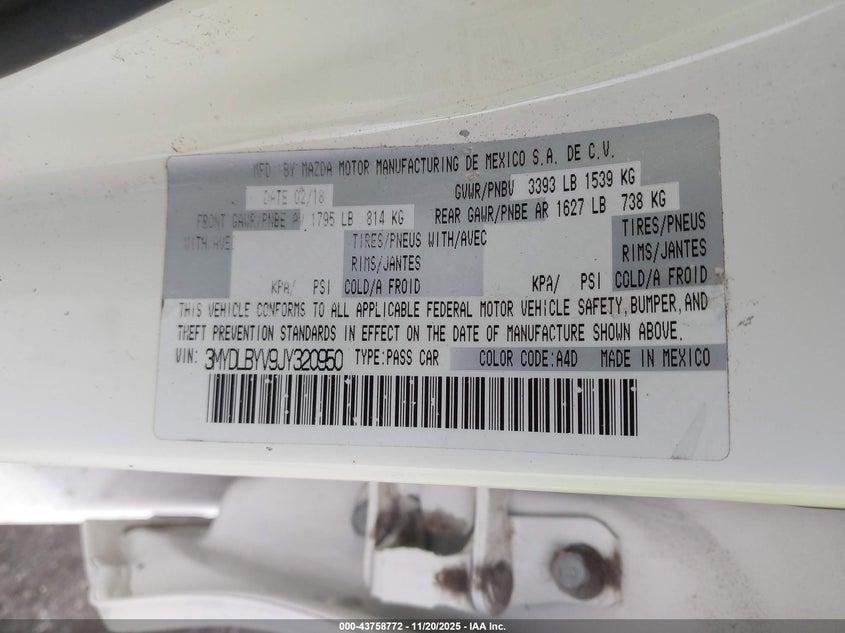 MFD BY MAZDA MOTOR MANUFACTURING DE MEXICO S.A. DE C.V.
DATE 02/18 GVWR/PNBV 3393 LB 1539 KG
FRONT GAWR/PNBE AV 1795 LB 814 KG REAR GAWR/PNBE AR 1627 LB 738 KG
WITH/AVEC TIRES/PNEUS WITH/AVEC TIRES/PNEUS
RIMS/JANTES RIMS/JANTES
KPA/ PSI COLD/A FROID KPA/ PSI COLD/A FROID
THIS VEHICLE CONFORMS TO ALL APPLICABLE FEDERAL MOTOR VEHICLE SAFETY, BUMPER, AND
THEFT PREVENTION STANDARDS IN EFFECT ON THE DATE OF MANUFACTURE SHOWN ABOVE.
VIN: 3MYDLBYV9JY320950 TYPE:PASS CAR COLOR CODE:A4D MADE IN MEXICO
000-43758772 - 11/20/2025 - IAA Inc.